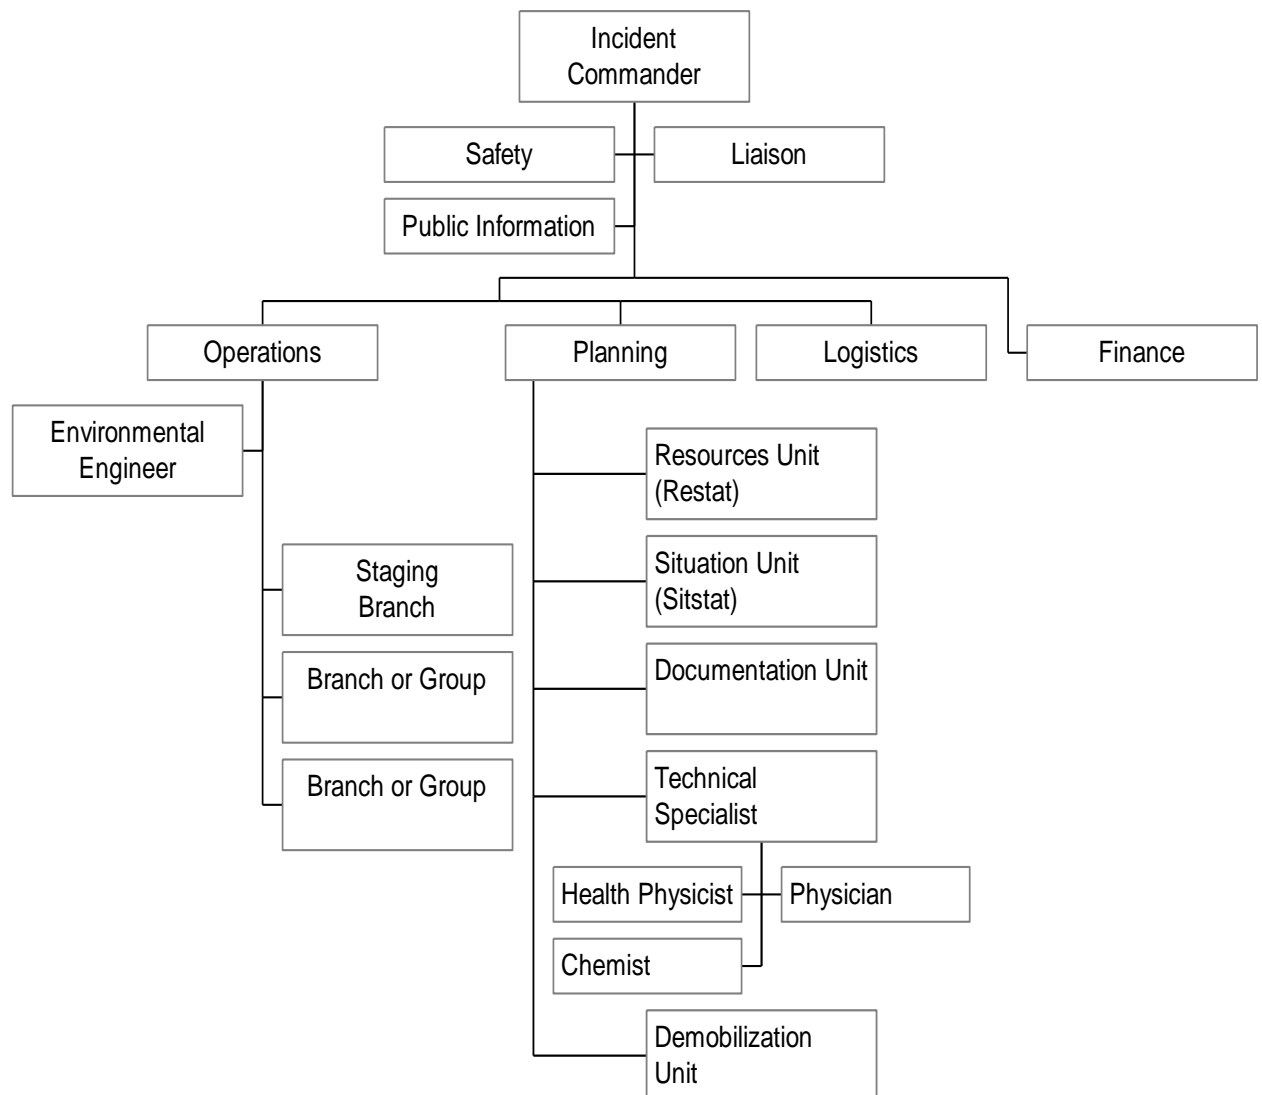 Incident
Commander
Safety
Liaison
Public Information
Operations
Planning
Logistics
Finance
Environmental
Engineer
Resources Unit
(Restat)
Staging
Branch
Situation Unit
(Sitstat)
Branch or Group
Documentation Unit
Branch or Group
Technical
Specialist
Health Physicist
Physician
Chemist
Demobilization
Unit